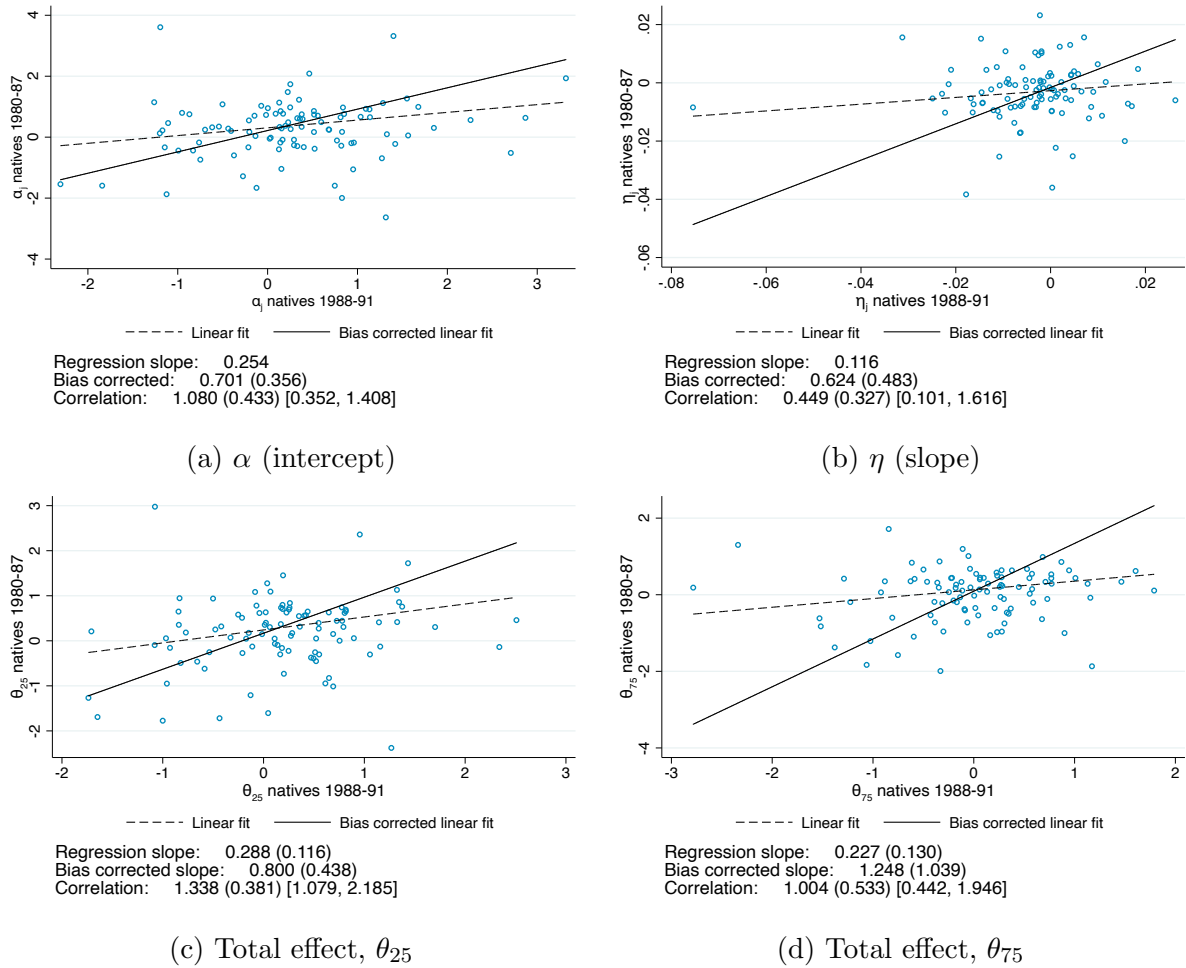 4
2
0
-2
-4
α_j natives 1980-87
-2 -1 0 1 2 3
α_j natives 1988-91
Linear fit Bias corrected linear fit
Regression slope: 0.254
Bias corrected: 0.701 (0.356)
Correlation: 1.080 (0.433) [0.352, 1.408]
(a) α (intercept)
.02
0
-.02
-.04
-.06
η_j natives 1980-87
-.08 -.06 -.04 -.02 0 .02
η_j natives 1988-91
Linear fit Bias corrected linear fit
Regression slope: 0.116
Bias corrected: 0.624 (0.483)
Correlation: 0.449 (0.327) [0.101, 1.616]
(b) η (slope)
3
2
1
0
-1
-2
θ_25 natives 1980-87
-2 -1 0 1 2 3
θ_25 natives 1988-91
Linear fit Bias corrected linear fit
Regression slope: 0.288 (0.116)
Bias corrected slope: 0.800 (0.438)
Correlation: 1.338 (0.381) [1.079, 2.185]
(c) Total effect, θ_25
2
0
-2
-4
θ_75 natives 1980-87
-3 -2 -1 0 1 2
θ_75 natives 1988-91
Linear fit Bias corrected linear fit
Regression slope: 0.227 (0.130)
Bias corrected slope: 1.248 (1.039)
Correlation: 1.004 (0.533) [0.442, 1.946]
(d) Total effect, θ_75